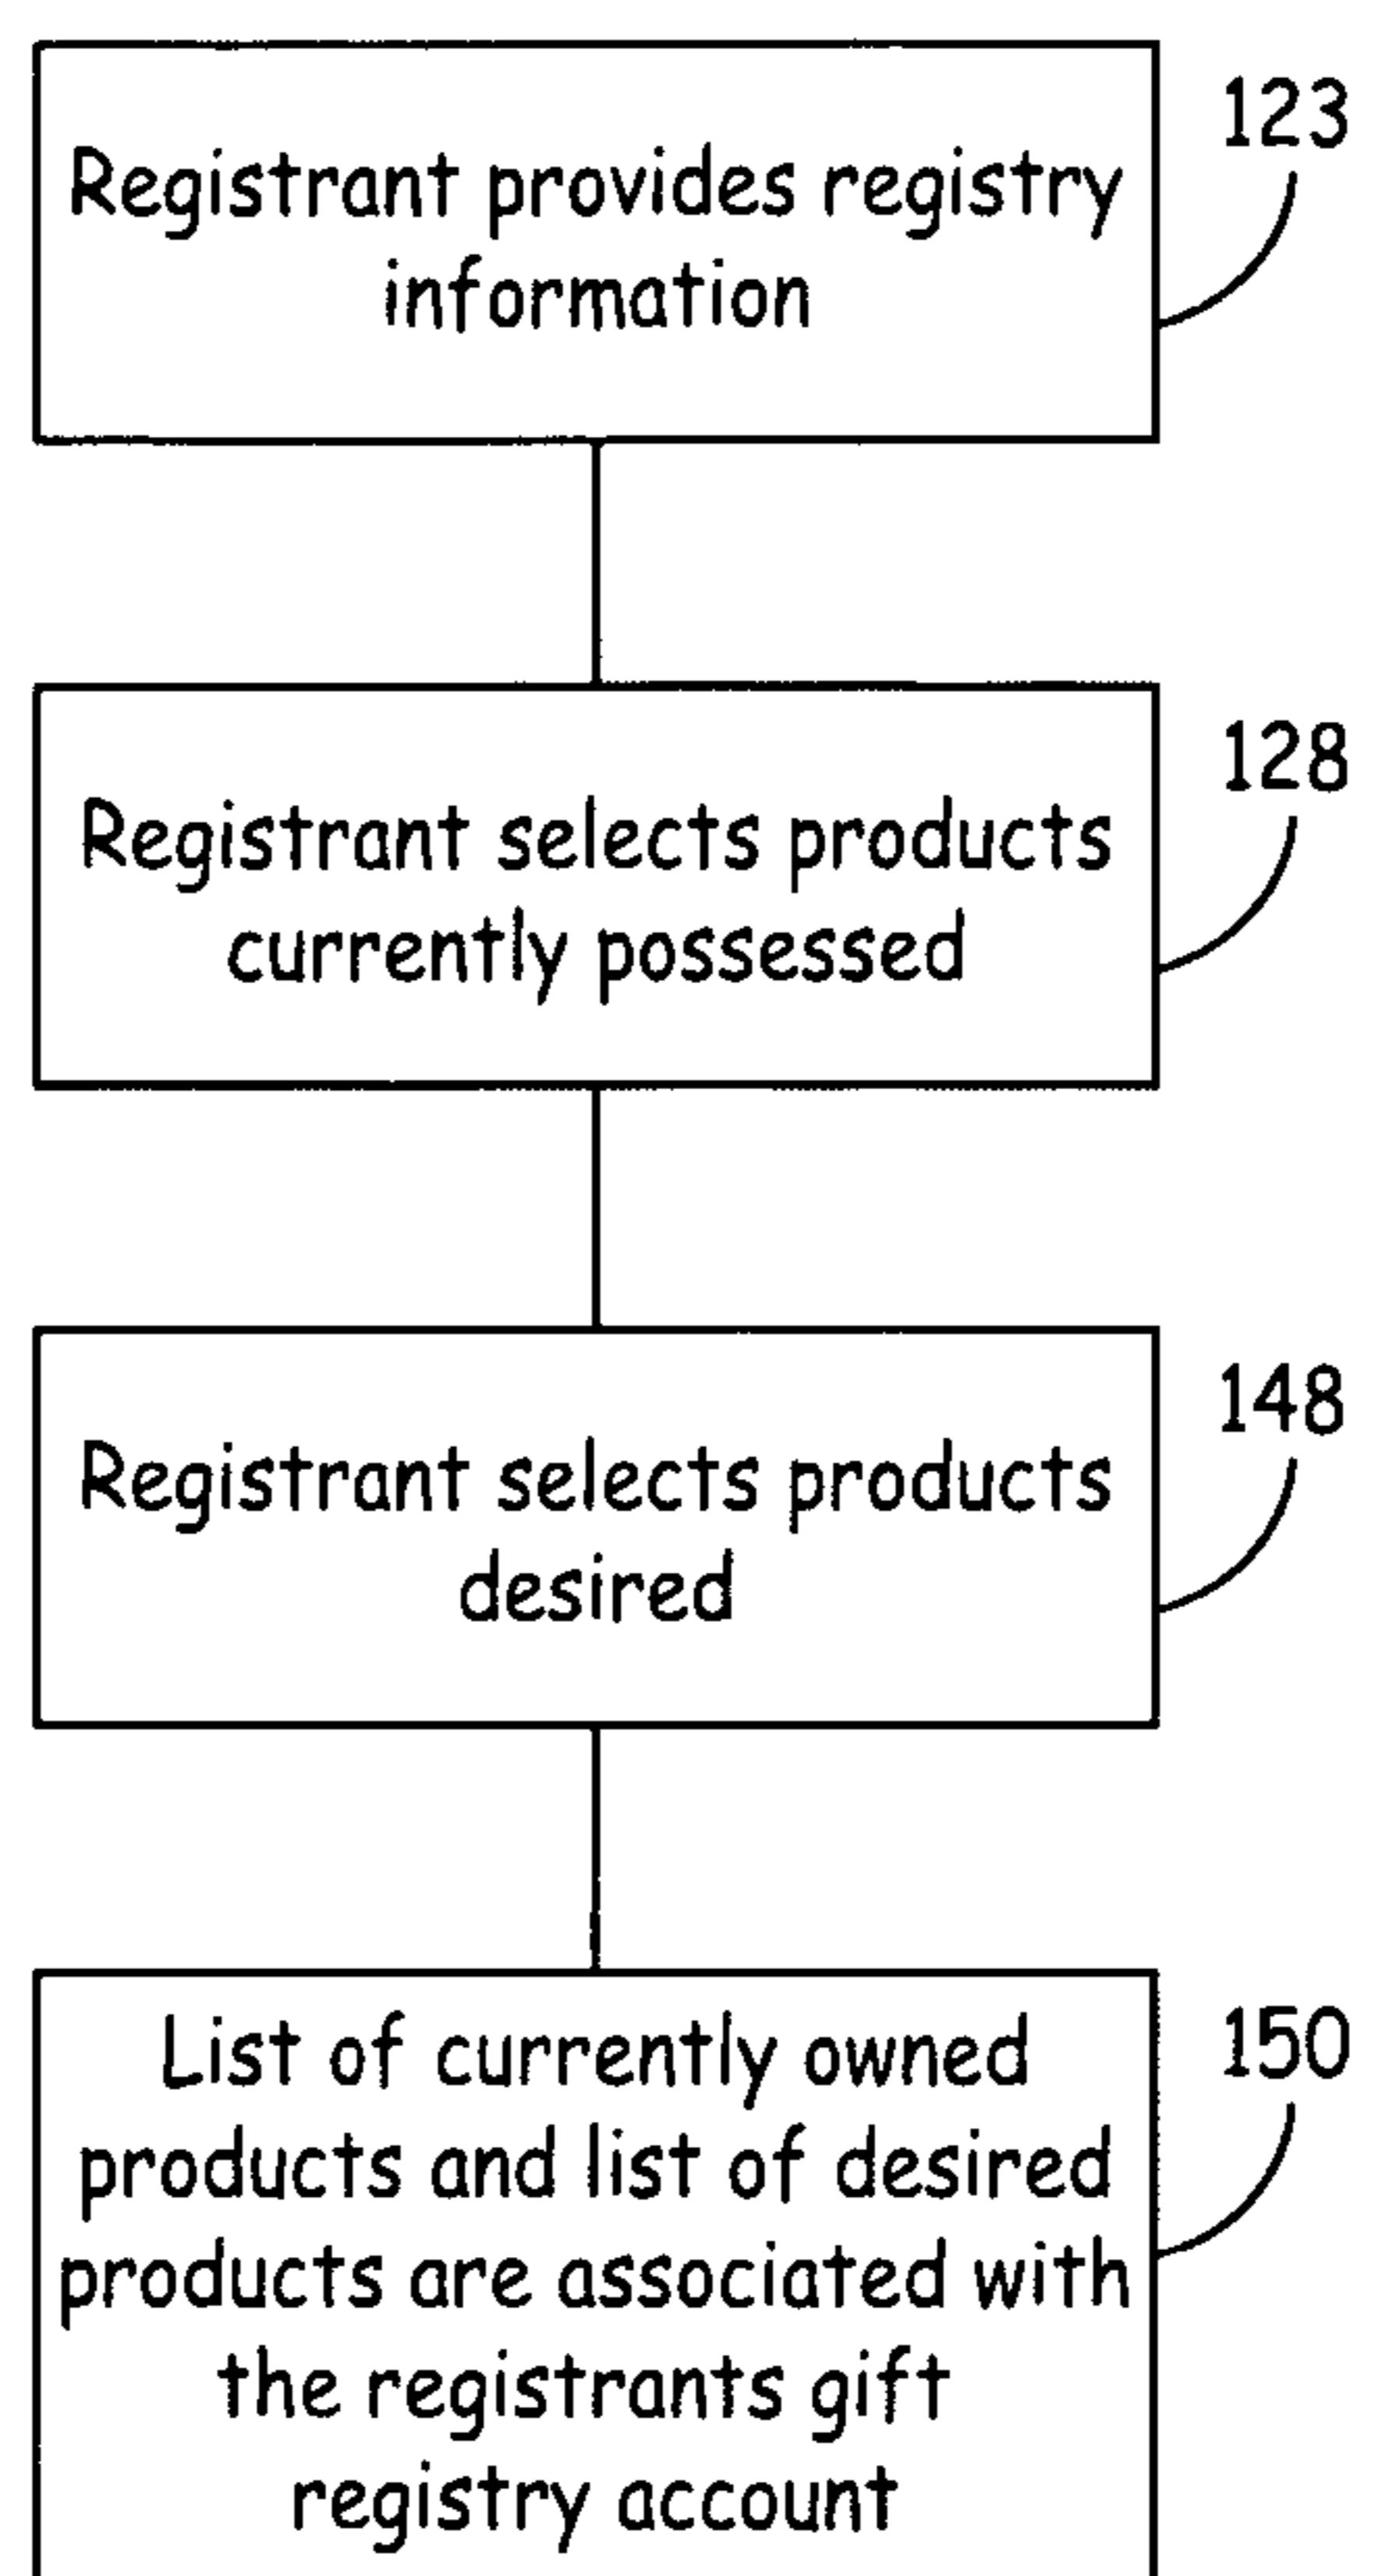 123
Registrant provides registry
information
128
Registrant selects products
currently possessed
148
Registrant selects products
desired
150
List of currently owned
products and list of desired
products are associated with
the registrants gift
registry account